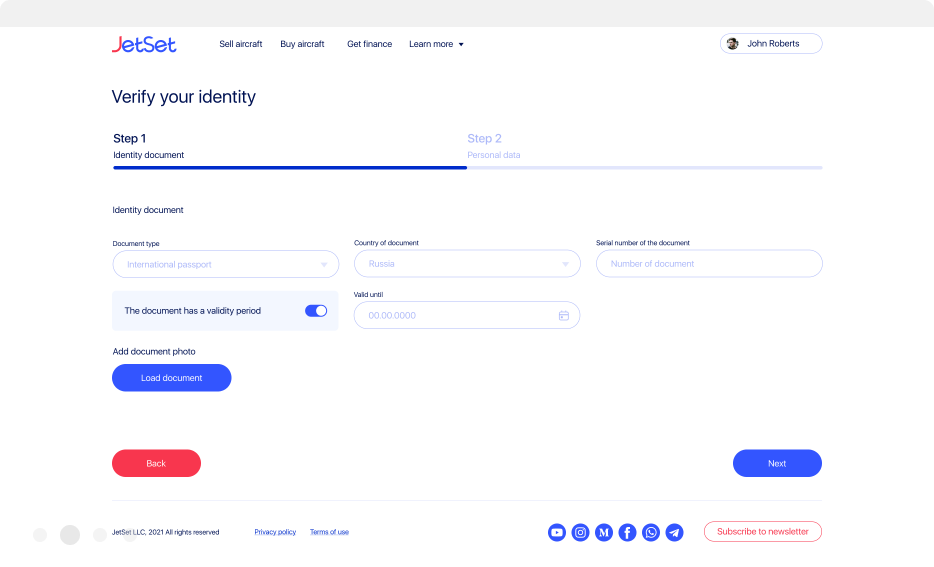 JetSet
Sell aircraft
Buy aircraft
Get finance
Learn more
John Roberts
Verify your identity
Step 1
Identity document
Step 2
Personal data
Identity document
Document type
International passport
Country of document
Russia
Serial number of the document
Number of document
The document has a validity period
Valid until
00.00.0000
Add document photo
Load document
Back
Next
JetSet LLC, 2021 All rights reserved
Privacy policy
Terms of use
M
Subscribe to newsletter